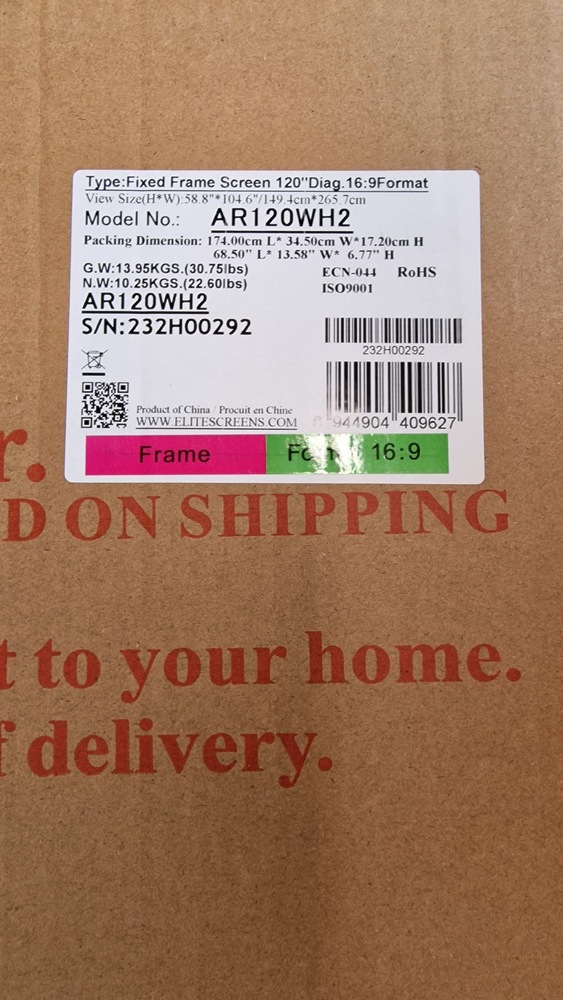 Type:Fixed Frame Screen 120"Diag.16:9Format
View Size(H*W):58.8"*104.6"/149.4cm*265.7cm
Model No.: AR120WH2
Packing Dimension: 174.00cm L* 34.50cm W*17.20cm H
68.50" L* 13.58" W* 6.77" H
G.W:13.95KGS.(30.75lbs)
N.W:10.25KGS.(22.60lbs)
ECN-044 RoHS
ISO9001
AR120WH2
S/N:232H00292
232H00292
Product of China / Procuit en Chine
WWW.ELITESCREENS.COM
944904 409627
Frame 16:9
r.
D ON SHIPPING
t to your home.
f delivery.